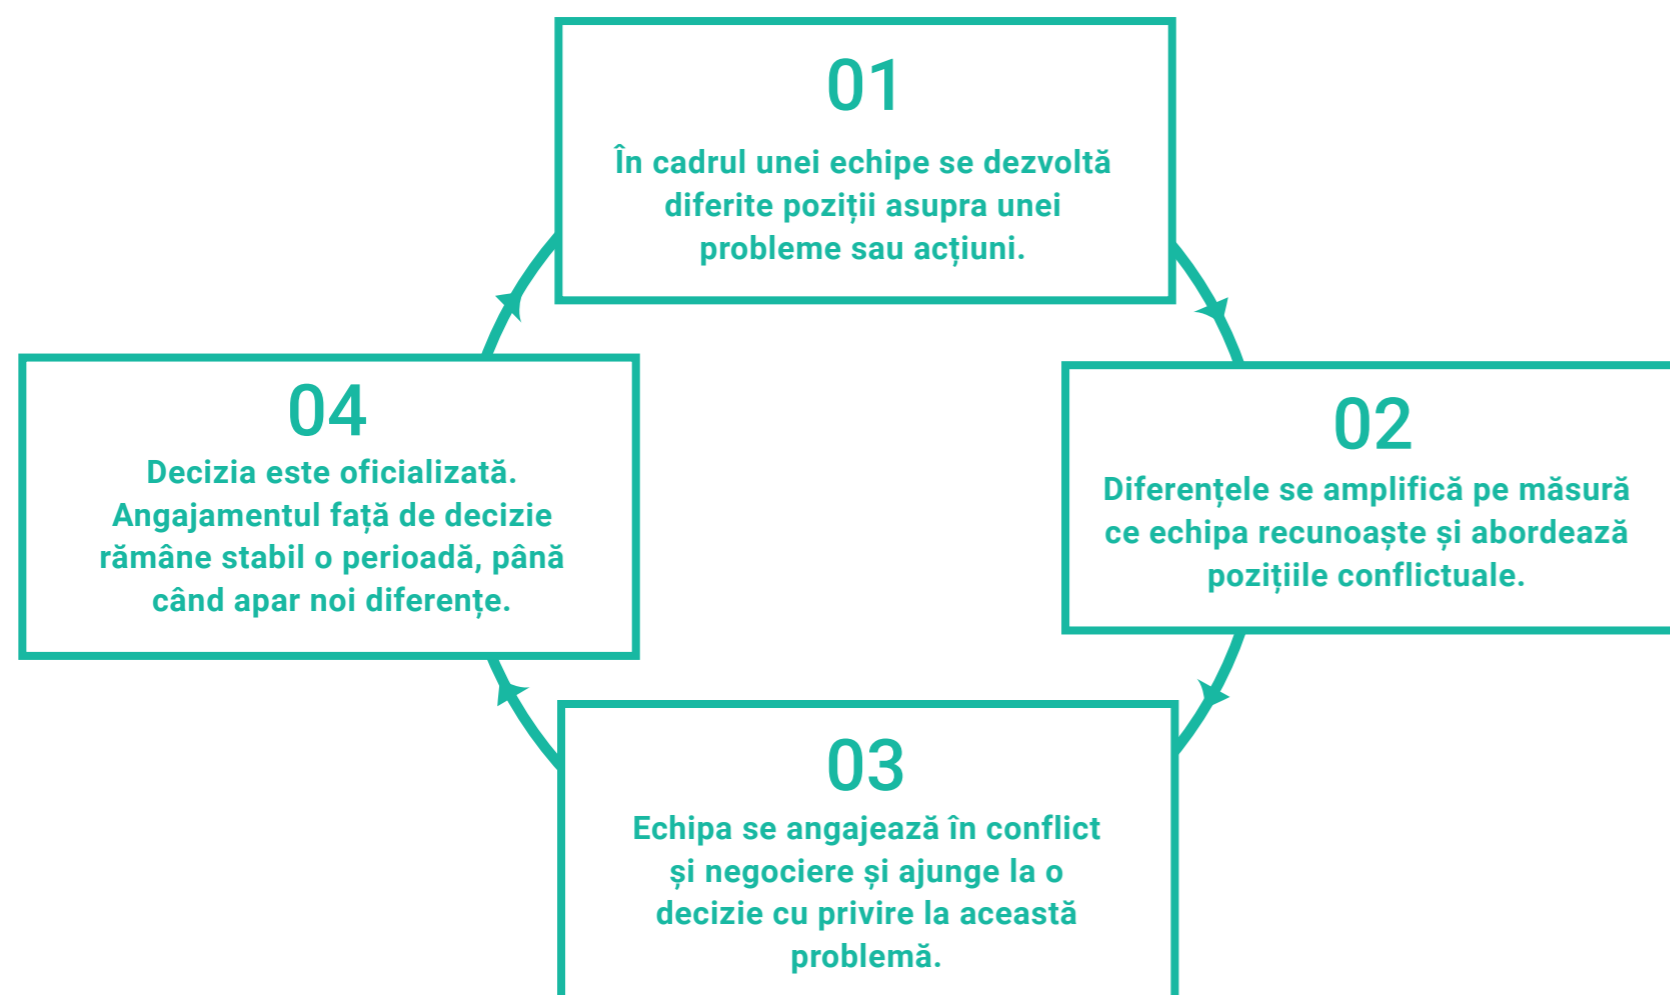 01
În cadrul unei echipe se dezvoltă
diferite poziții asupra unei
probleme sau acțiuni.
02
Diferențele se amplifică pe măsură
ce echipa recunoaște și abordează
pozițiile conflictuale.
03
Echipa se angajează în conflict
și negociere și ajunge la o
decizie cu privire la această
problemă.
04
Decizia este oficializată.
Angajamentul față de decizie
rămâne stabil o perioadă, până
când apar noi diferențe.